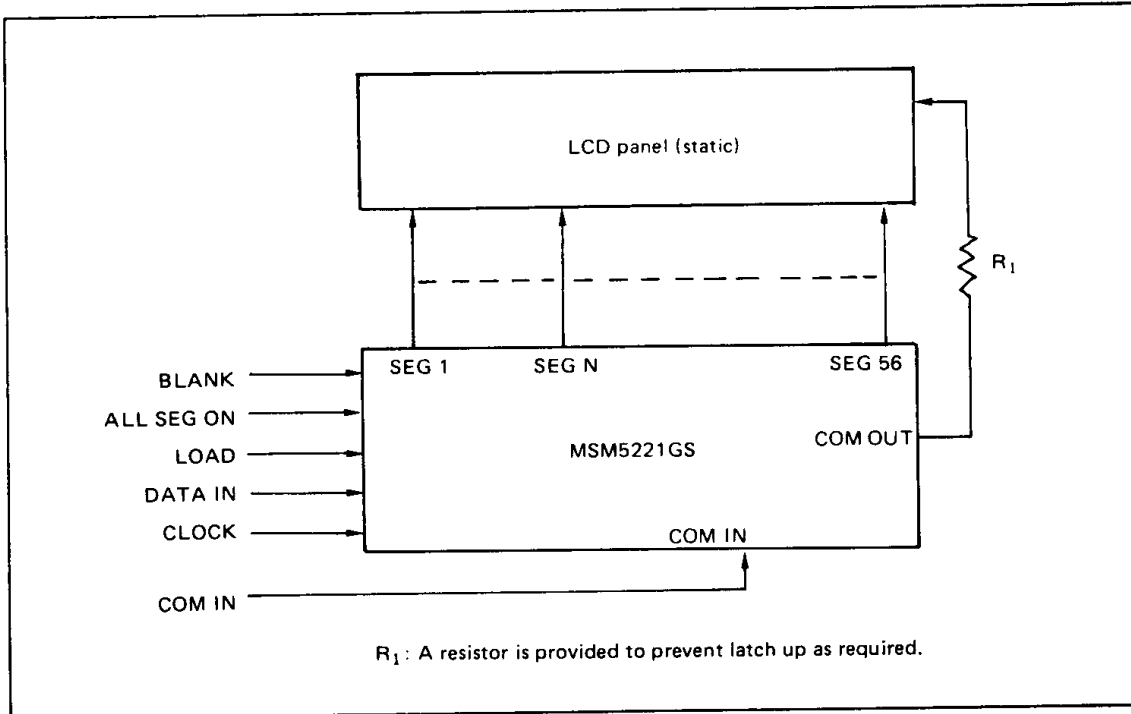 LCD panel (static)
R1
SEG 1
SEG N
SEG 56
BLANK
ALL SEG ON
LOAD
DATA IN
CLOCK
MSM5221GS
COM OUT
COM IN
COM IN
R1 : A resistor is provided to prevent latch up as required.